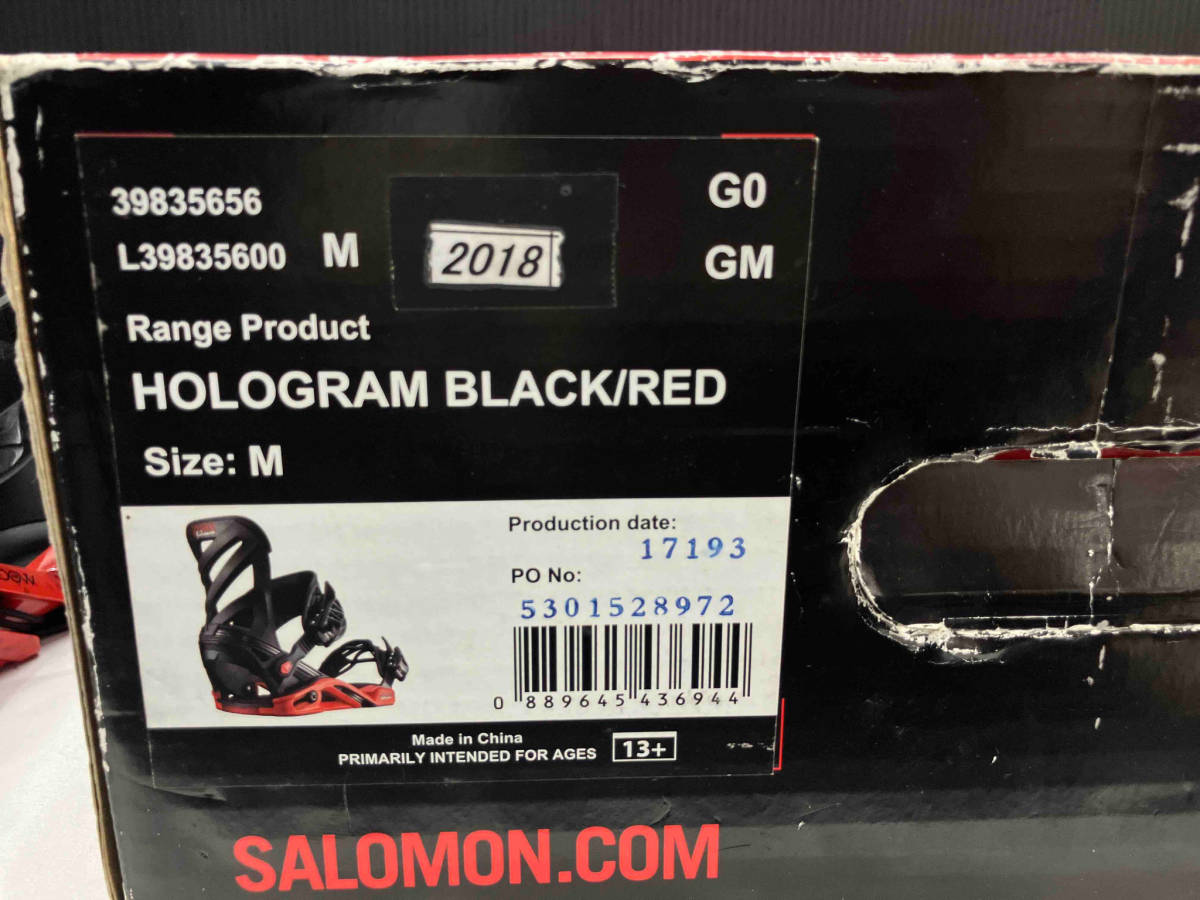 39835656
G0
L39835600 M
2018
GM
Range Product
HOLOGRAM BLACK/RED
Size: M
Production date:
17193
PO No:
5301528972
0 889645 436944
Made in China
PRIMARILY INTENDED FOR AGES 13+
SALOMON.COM